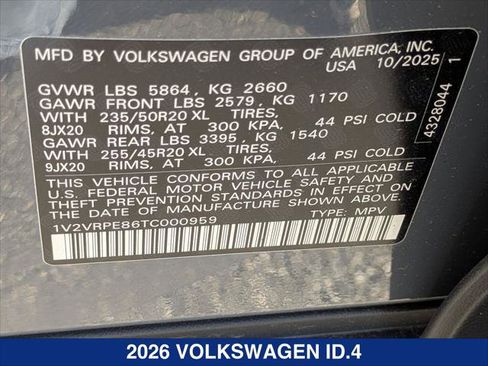 MFD BY VOLKSWAGEN GROUP OF AMERICA, INC.
USA 10/2025
GVWR LBS 5864, KG 2660
GAWR FRONT LBS 2579, KG 1170
WITH 235/50R20 XL TIRES,
8JX20 RIMS, AT 300 KPA, 44 PSI COLD
GAWR REAR LBS 3395, KG 1540
WITH 255/45R20 XL TIRES,
9JX20 RIMS, AT 300 KPA, 44 PSI COLD
THIS VEHICLE CONFORMS TO ALL APPLICABLE
U.S. FEDERAL MOTOR VEHICLE SAFETY, BUMPER AND
THEFT PREVENTION STANDARDS IN EFFECT ON
THE DATE OF MANUFACTURE SHOWN ABOVE.
1V2VRPE86TC000959 TYPE: MPV
4328044 1
2026 VOLKSWAGEN ID.4